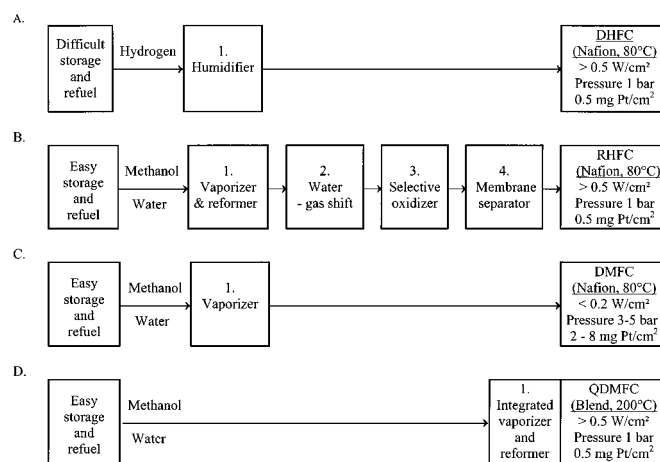 A.
Difficult
storage
and
refuel
Hydrogen
1.
Humidifier
DHFC
(Nafion, 80°C)
> 0.5 W/cm²
Pressure 1 bar
0.5 mg Pt/cm²
B.
Easy
storage
and
refuel
Methanol
Water
1.
Vaporizer
& reformer
2.
Water
- gas shift
3.
Selective
oxidizer
4.
Membrane
separator
RHFC
(Nafion, 80°C)
> 0.5 W/cm²
Pressure 1 bar
0.5 mg Pt/cm²
C.
Easy
storage
and
refuel
Methanol
Water
1.
Vaporizer
DMFC
(Nafion, 80°C)
< 0.2 W/cm²
Pressure 3-5 bar
2 - 8 mg Pt/cm²
D.
Easy
storage
and
refuel
Methanol
Water
1.
Integrated
vaporizer
and
reformer
QDMFC
(Blend, 200°C)
> 0.5 W/cm²
Pressure 1 bar
0.5 mg Pt/cm²